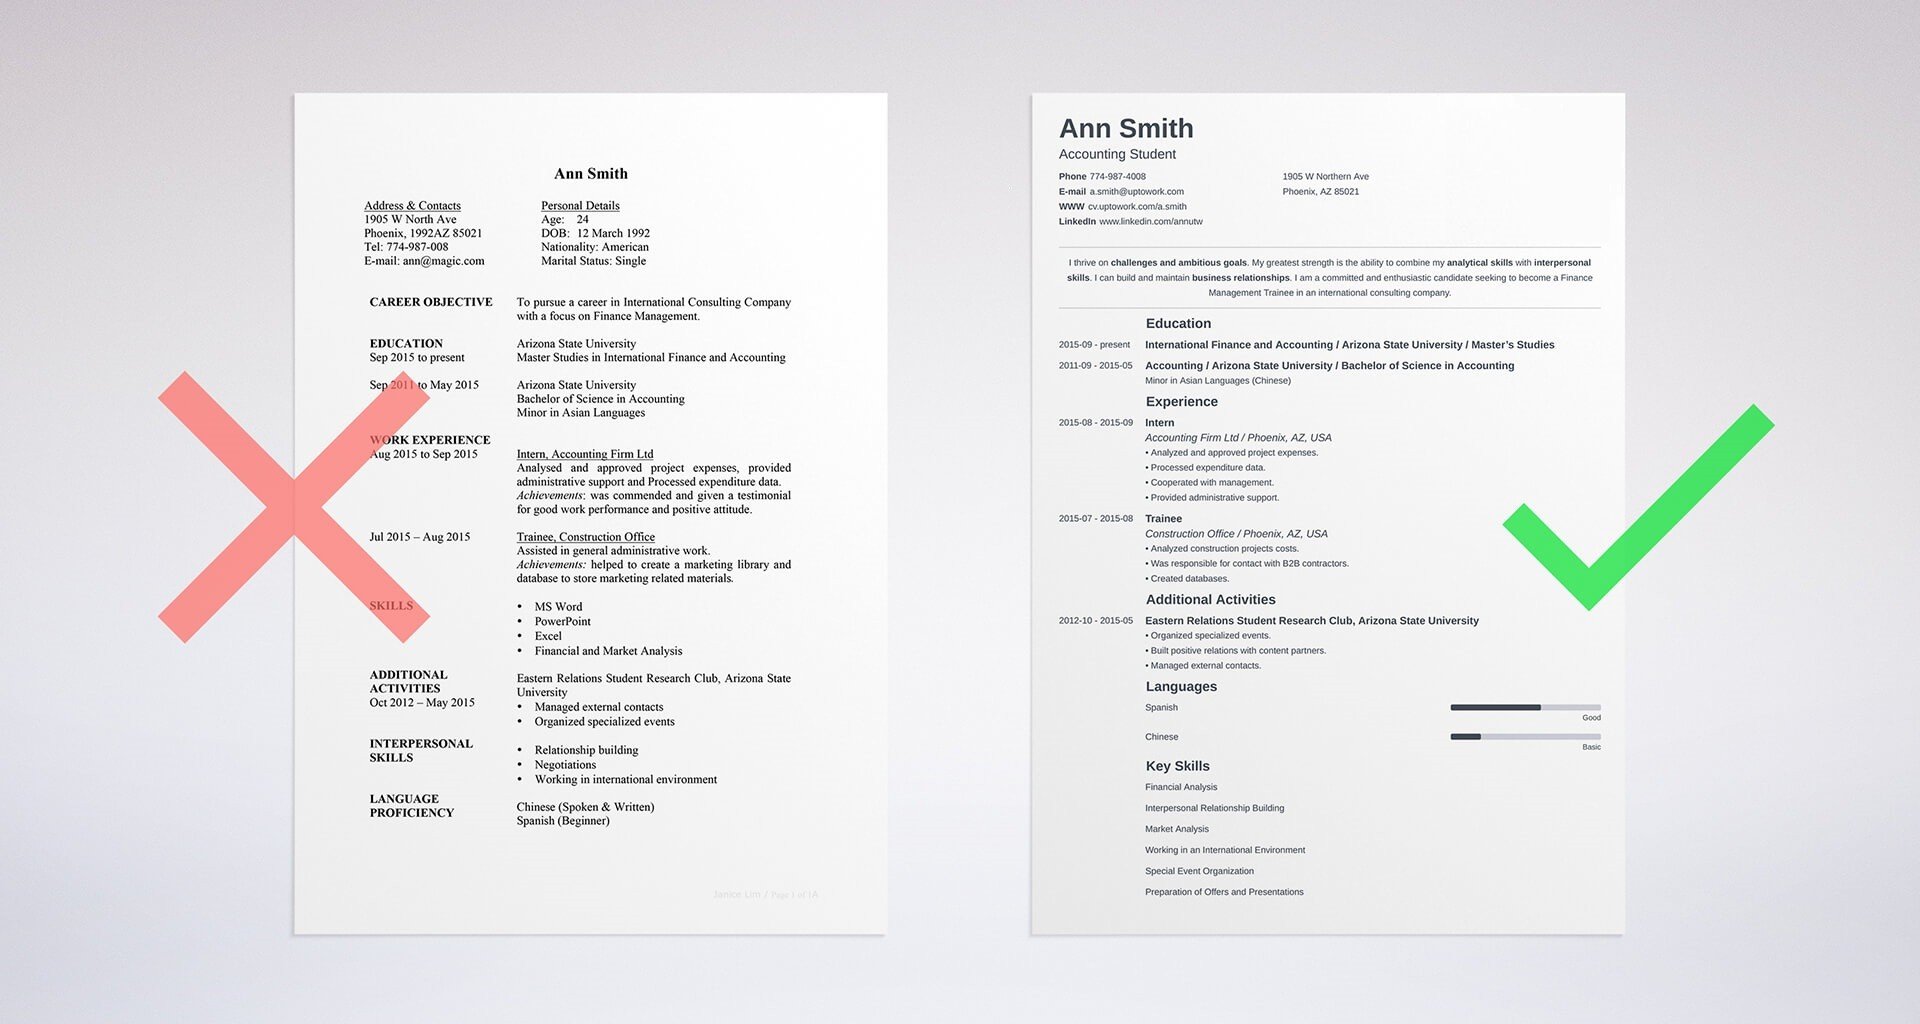 Ann Smith
Address & Contacts
1905 W North Ave
Phoenix, 1992AZ 85021
Tel: 774-987-008
E-mail: ann@magic.com
Personal Details
Age: 24
DOB: 12 March 1992
Nationality: American
Marital Status: Single
CAREER OBJECTIVE
To pursue a career in International Consulting Company
with a focus on Finance Management.
EDUCATION
Sep 2015 to present
Arizona State University
Master Studies in International Finance and Accounting
Sep 2011 to May 2015
Arizona State University
Bachelor of Science in Accounting
Minor in Asian Languages
WORK EXPERIENCE
Aug 2015 to Sep 2015
Intern, Accounting Firm Ltd
Analysed and approved project expenses, provided
administrative support and Processed expenditure data.
Achievements: was commended and given a testimonial
for good work performance and positive attitude.
Jul 2015 – Aug 2015
Trainee, Construction Office
Assisted in general administrative work.
Achievements: helped to create a marketing library and
database to store marketing related materials.
SKILLS
• MS Word
• PowerPoint
• Excel
• Financial and Market Analysis
ADDITIONAL
ACTIVITIES
Oct 2012 – May 2015
Eastern Relations Student Research Club, Arizona State
University
• Managed external contacts
• Organized specialized events
INTERPERSONAL
SKILLS
• Relationship building
• Negotiations
• Working in international environment
LANGUAGE
PROFICIENCY
Chinese (Spoken & Written)
Spanish (Beginner)
Janice Lim / Page 1 of 1A
Ann Smith
Accounting Student
Phone 774-987-4008
E-mail a.smith@uptowork.com
WWW cv.uptowork.com/a.smith
LinkedIn www.linkedin.com/annutw
1905 W Northern Ave
Phoenix, AZ 85021
I thrive on challenges and ambitious goals. My greatest strength is the ability to combine my analytical skills with interpersonal
skills. I can build and maintain business relationships. I am a committed and enthusiastic candidate seeking to become a Finance
Management Trainee in an international consulting company.
Education
2015-09 - present International Finance and Accounting / Arizona State University / Master's Studies
2011-09 - 2015-05 Accounting / Arizona State University / Bachelor of Science in Accounting
Minor in Asian Languages (Chinese)
Experience
2015-08 - 2015-09 Intern
Accounting Firm Ltd / Phoenix, AZ, USA
• Analyzed and approved project expenses.
• Processed expenditure data.
• Cooperated with management.
• Provided administrative support.
2015-07 - 2015-08 Trainee
Construction Office / Phoenix, AZ, USA
• Analyzed construction projects costs.
• Was responsible for contact with B2B contractors.
• Created databases.
Additional Activities
2012-10 - 2015-05 Eastern Relations Student Research Club, Arizona State University
• Organized specialized events.
• Built positive relations with content partners.
• Managed external contacts.
Languages
Spanish
Good
Chinese
Basic
Key Skills
Financial Analysis
Interpersonal Relationship Building
Market Analysis
Working in an International Environment
Special Event Organization
Preparation of Offers and Presentations